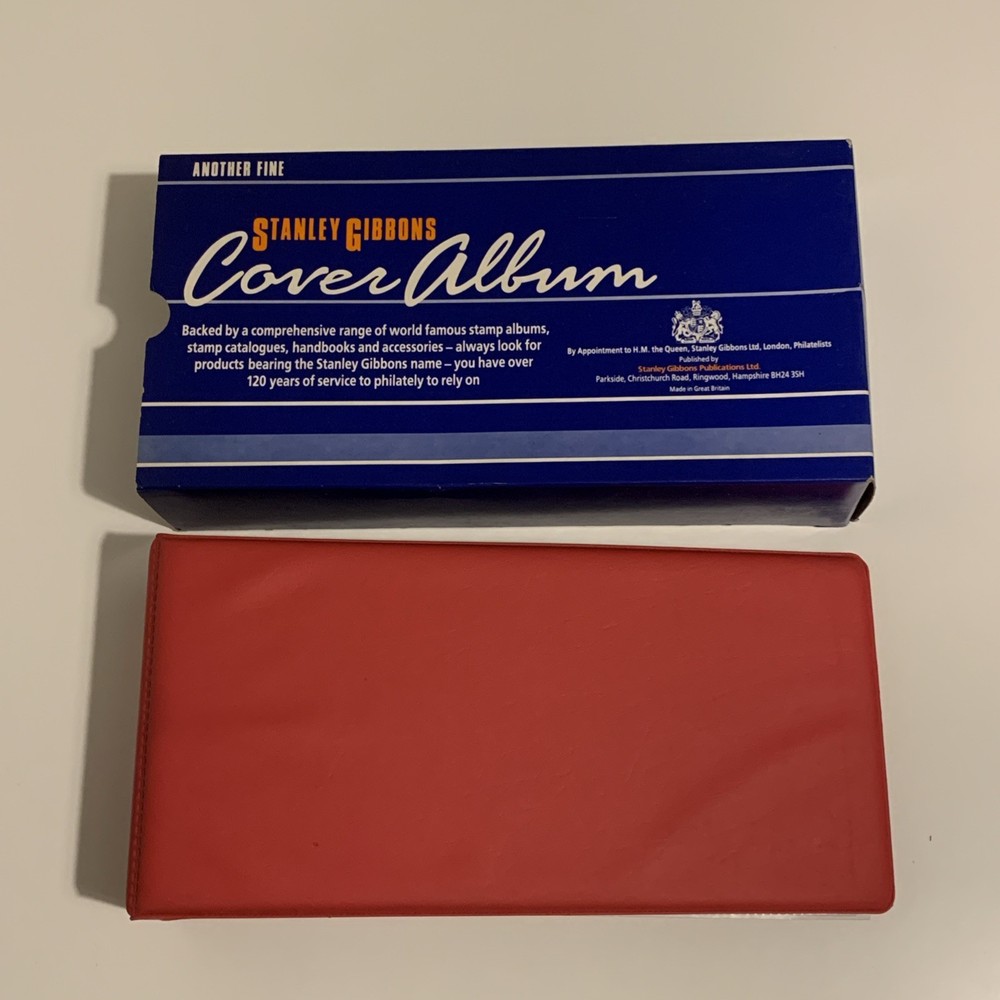 ANOTHER FINE
STANLEY GIBBONS
Cover Album
Backed by a comprehensive range of world famous stamp albums,
stamp catalogues, handbooks and accessories – always look for
products bearing the Stanley Gibbons name – you have over
120 years of service to philately to rely on
By Appointment to H.M. the Queen, Stanley Gibbons Ltd, London, Philatelists
Published by
Stanley Gibbons Publications Ltd.
Parkside, Christchurch Road, Ringwood, Hampshire BH24 3SH
Made in Great Britain